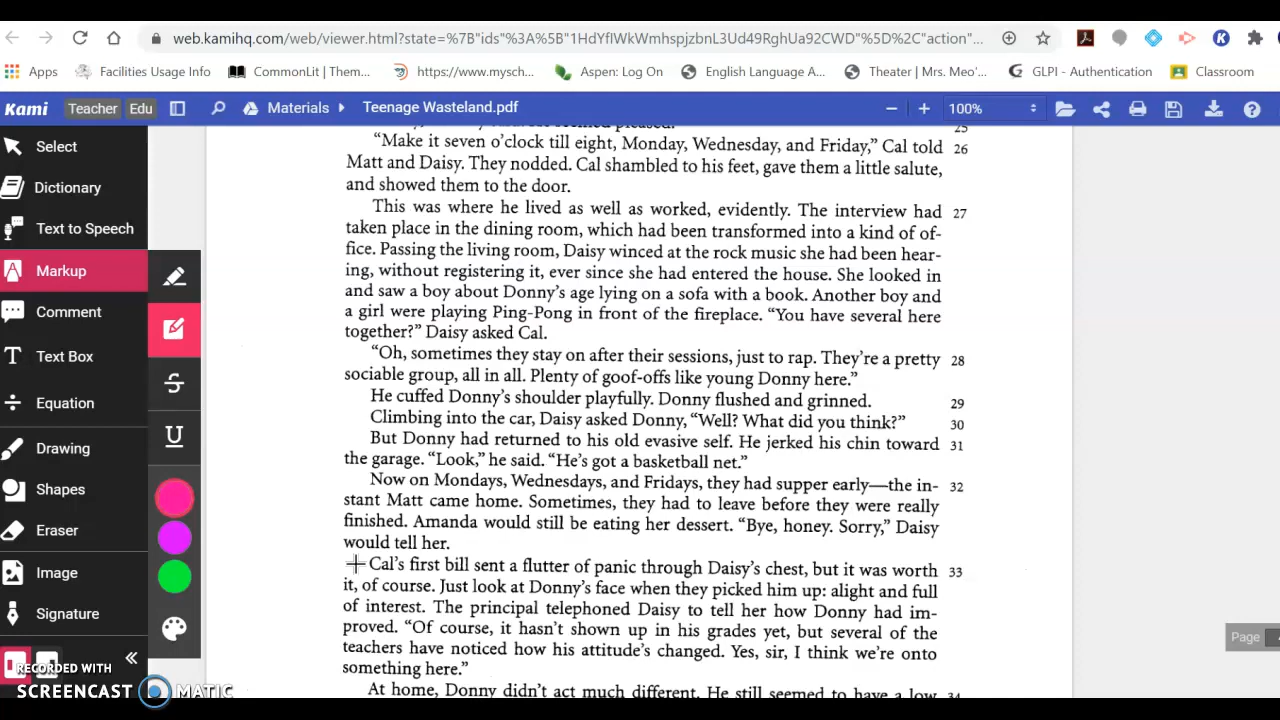 web.kamihq.com/web/viewer.html?state=%7B"ids"%3A%5B"1HdYflWkWmhspjzbnL3Ud49RghUa92CWD"%5D%2C"action"...
Apps Facilities Usage Info CommonLit | Them... https://www.mysch... Aspen: Log On English Language A... Theater | Mrs. Meo'... GLPI - Authentication Classroom
Kami Teacher Edu Materials Teenage Wasteland.pdf 100%
Select
Dictionary
Text to Speech
Markup
Comment
Text Box
Equation
Drawing
Shapes
Eraser
Image
Signature
25
"Make it seven o'clock till eight, Monday, Wednesday, and Friday," Cal told 26
Matt and Daisy. They nodded. Cal shambled to his feet, gave them a little salute,
and showed them to the door.
This was where he lived as well as worked, evidently. The interview had 27
taken place in the dining room, which had been transformed into a kind of of-
fice. Passing the living room, Daisy winced at the rock music she had been hear-
ing, without registering it, ever since she had entered the house. She looked in
and saw a boy about Donny's age lying on a sofa with a book. Another boy and
a girl were playing Ping-Pong in front of the fireplace. "You have several here
together?" Daisy asked Cal.
"Oh, sometimes they stay on after their sessions, just to rap. They're a pretty 28
sociable group, all in all. Plenty of goof-offs like young Donny here."
He cuffed Donny's shoulder playfully. Donny flushed and grinned. 29
Climbing into the car, Daisy asked Donny, "Well? What did you think?" 30
But Donny had returned to his old evasive self. He jerked his chin toward 31
the garage. "Look," he said. "He's got a basketball net."
Now on Mondays, Wednesdays, and Fridays, they had supper early—the in- 32
stant Matt came home. Sometimes, they had to leave before they were really
finished. Amanda would still be eating her dessert. "Bye, honey. Sorry," Daisy
would tell her.
Cal's first bill sent a flutter of panic through Daisy's chest, but it was worth 33
it, of course. Just look at Donny's face when they picked him up: alight and full
of interest. The principal telephoned Daisy to tell her how Donny had im-
proved. "Of course, it hasn't shown up in his grades yet, but several of the
teachers have noticed how his attitude's changed. Yes, sir, I think we're onto
something here."
At home, Donny didn't act much different. He still seemed to have a low 34
Page
RECORDED WITH
SCREENCAST MATIC